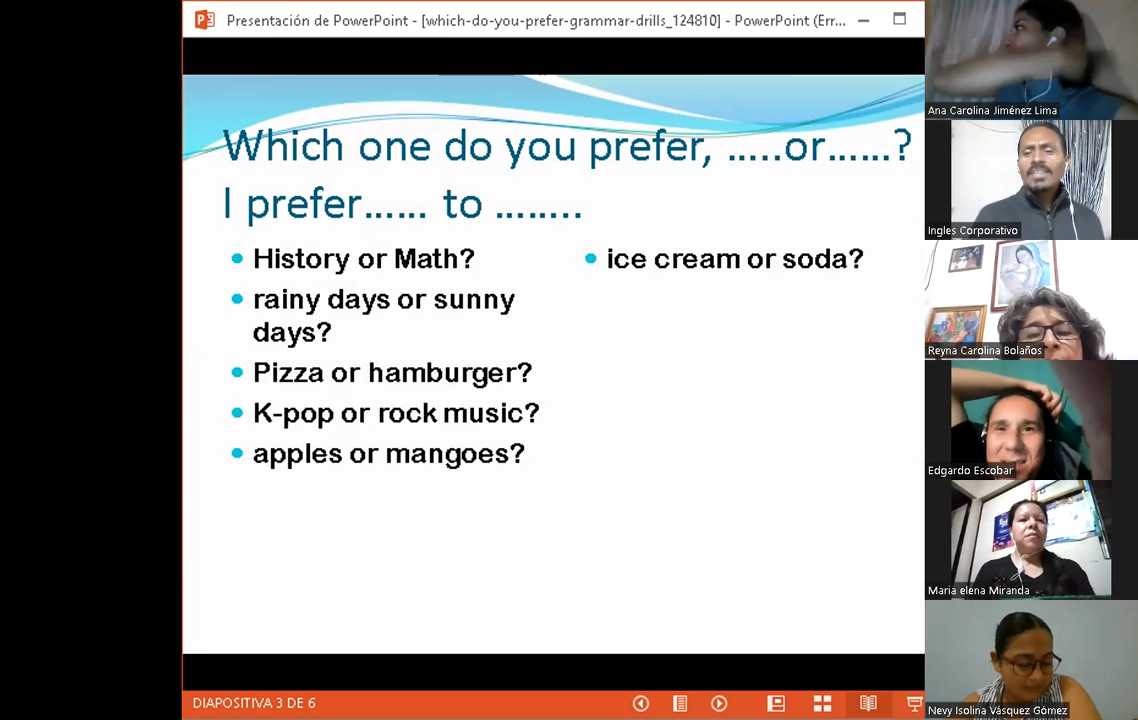 Presentación de PowerPoint - [which-do-you-prefer-grammar-drills_124810] - PowerPoint (Err...
Which one do you prefer, .....or......?
I prefer...... to ........
History or Math?
rainy days or sunny
days?
Pizza or hamburger?
K-pop or rock music?
apples or mangoes?
ice cream or soda?
DIAPOSITIVA 3 DE 6
Ana Carolina Jiménez Lima
Ingles Corporativo
Reyna Carolina Bolaños
Edgardo Escobar
Maria elena Miranda
Nevy Isolina Vásquez Gómez